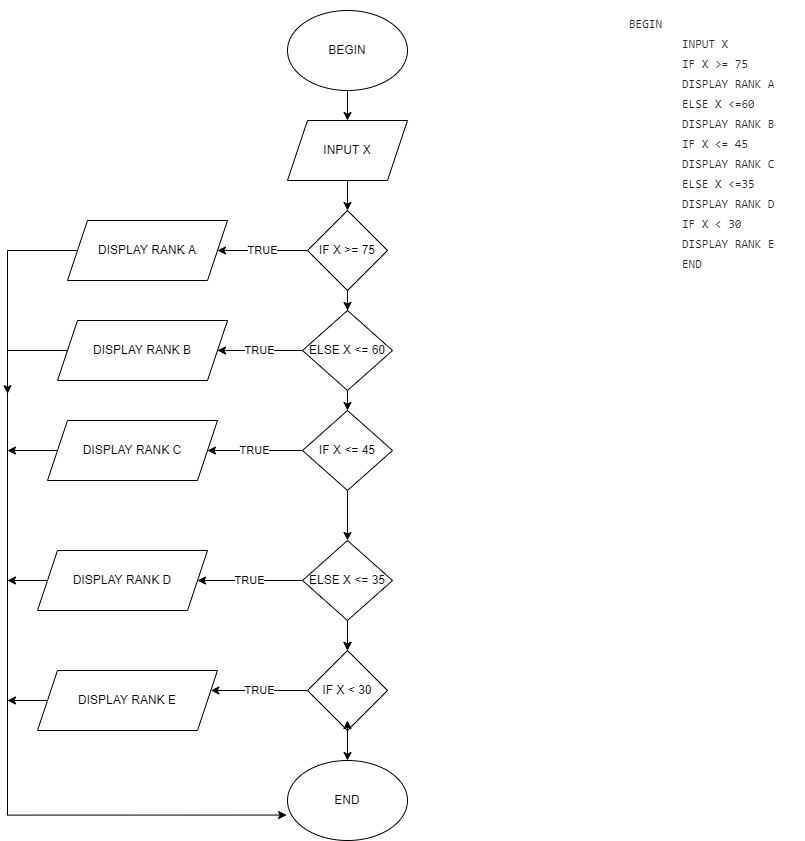 BEGIN
INPUT X
IF X >= 75
TRUE
DISPLAY RANK A
ELSE X <= 60
TRUE
DISPLAY RANK B
IF X <= 45
TRUE
DISPLAY RANK C
ELSE X <= 35
TRUE
DISPLAY RANK D
IF X < 30
TRUE
DISPLAY RANK E
END
BEGIN
INPUT X
IF X >= 75
DISPLAY RANK A
ELSE X <=60
DISPLAY RANK B
IF X <= 45
DISPLAY RANK C
ELSE X <=35
DISPLAY RANK D
IF X < 30
DISPLAY RANK E
END